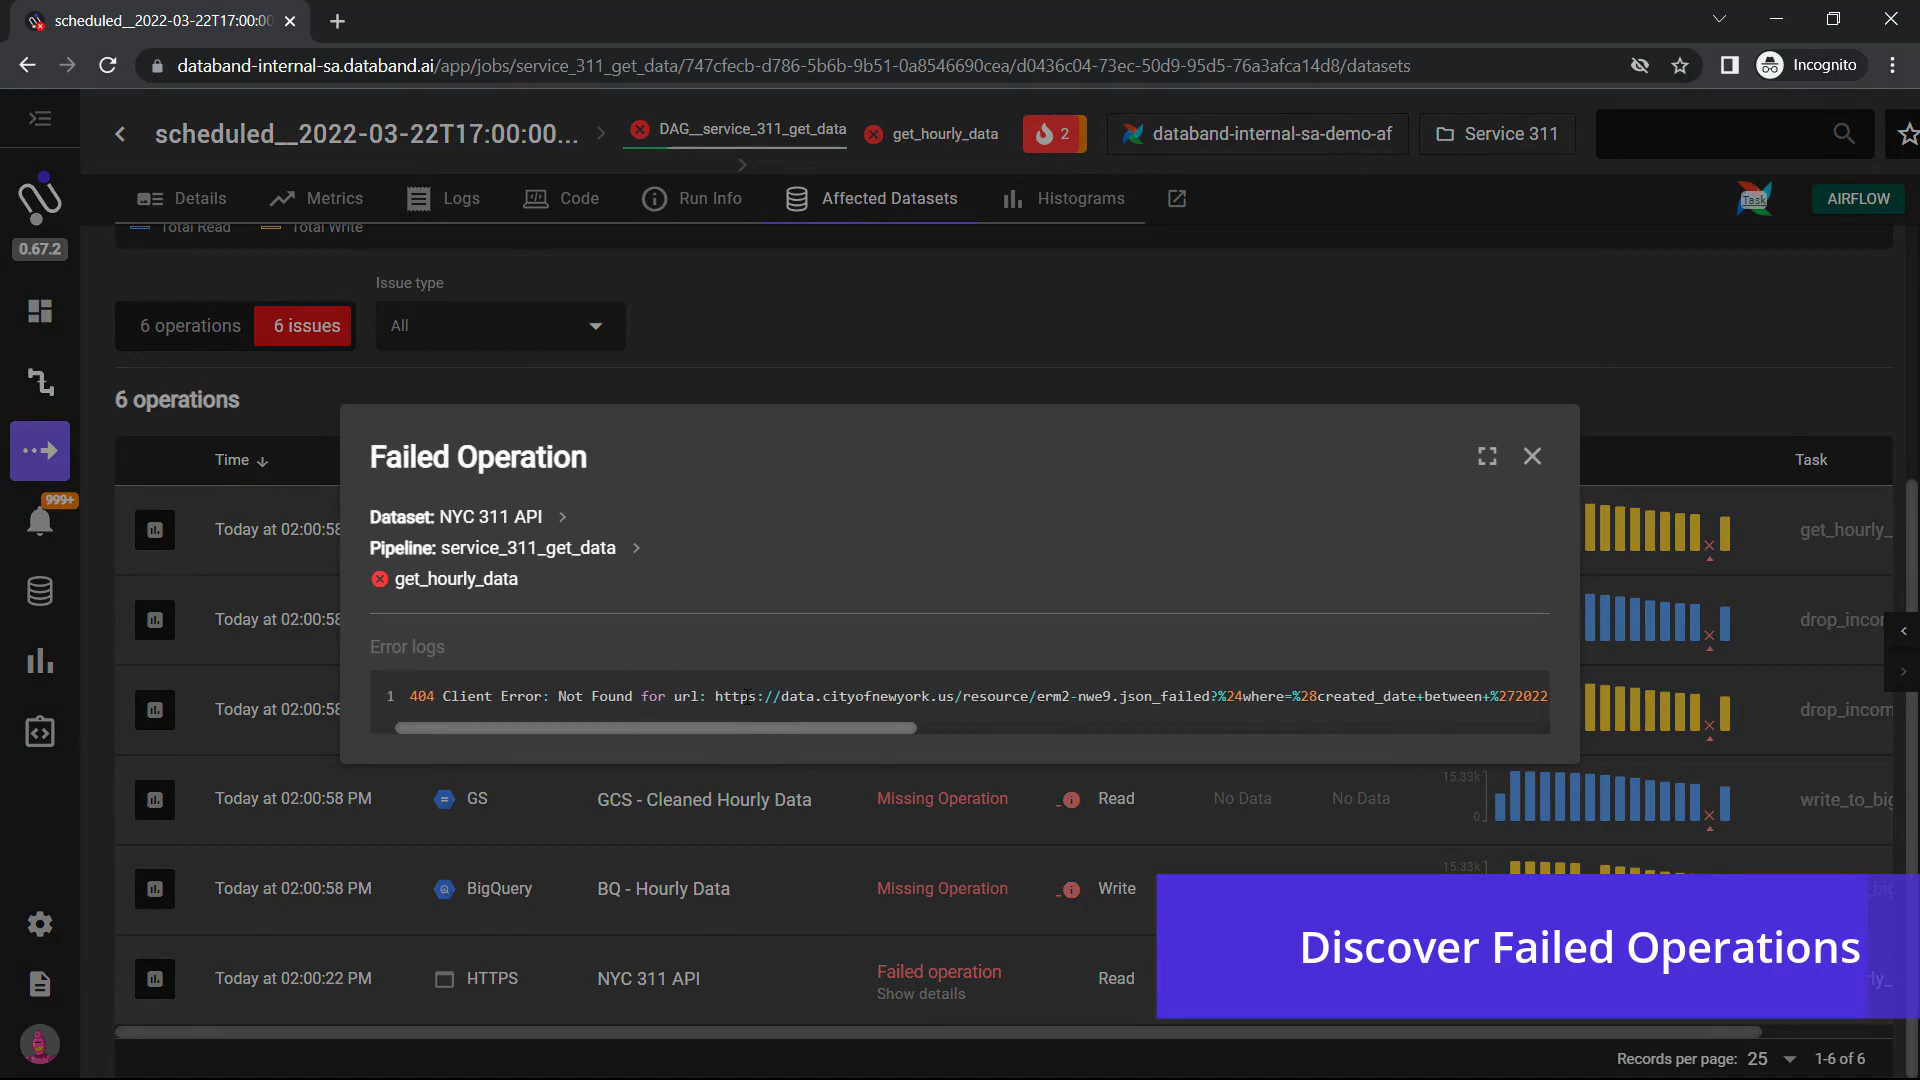 scheduled__2022-03-22T17:00:00
databand-internal-sa.databand.ai/app/jobs/service_311_get_data/747cfecb-d786-5b6b-9b51-0a8546690cea/d0436c04-73ec-50d9-95d5-76a3afca14d8/datasets
Incognito
scheduled__2022-03-22T17:00:00...
DAG__service_311_get_data
get_hourly_data
2
databand-internal-sa-demo-af
Service 311
Details
Metrics
Logs
Code
Run Info
Affected Datasets
Histograms
Task
AIRFLOW
0.67.2
Total Read
Total Write
Issue type
6 operations
6 issues
All
6 operations
Time
Task
999+
Failed Operation
Dataset: NYC 311 API
Pipeline: service_311_get_data
get_hourly_data
Error logs
1 404 Client Error: Not Found for url: https://data.cityofnewyork.us/resource/erm2-nwe9.json_failed?%24where=%28created_date+between+%272022
Today at 02:00:58
get_hourly_
Today at 02:00:58
drop_incor
Today at 02:00:58
drop_incom
Today at 02:00:58 PM
GS
GCS - Cleaned Hourly Data
Missing Operation
Read
No Data
No Data
15.33k
0
write_to_big
Today at 02:00:58 PM
BigQuery
BQ - Hourly Data
Missing Operation
Write
15.33k
Today at 02:00:22 PM
HTTPS
NYC 311 API
Failed operation
Show details
Read
Discover Failed Operations
Records per page: 25
1-6 of 6